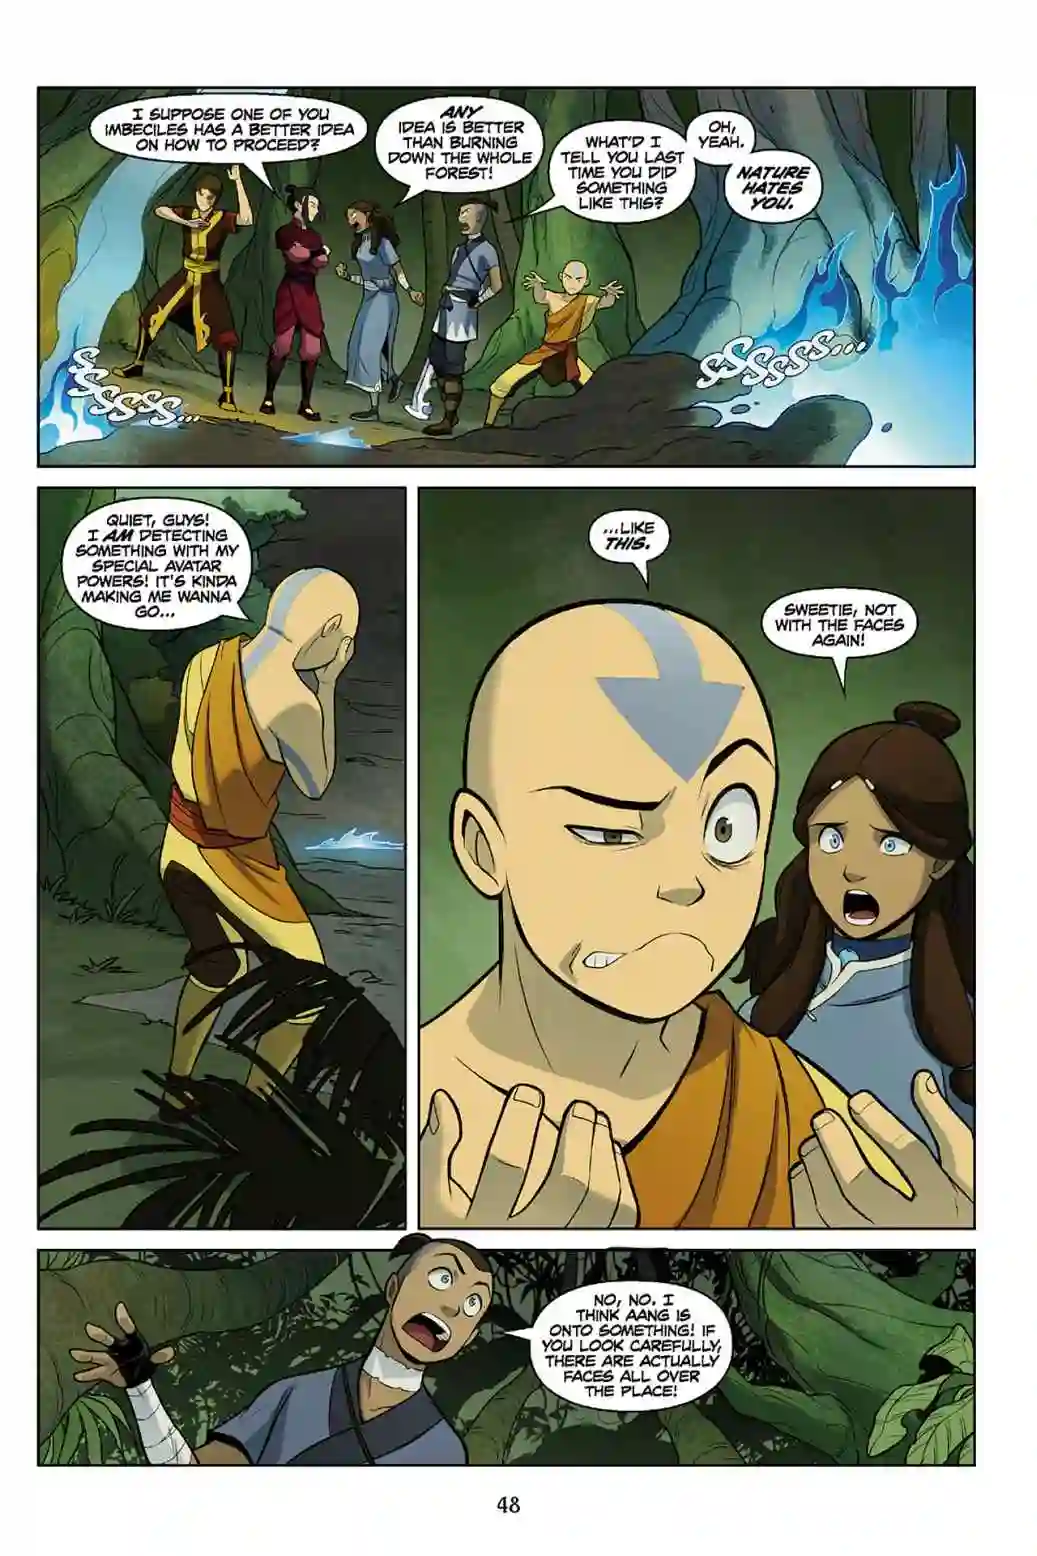 I SUPPOSE ONE OF YOU
IMBECILES HAS A BETTER IDEA
ON HOW TO PROCEED?
ANY
IDEA IS BETTER
THAN BURNING
DOWN THE WHOLE
FOREST!
WHAT'D I
TELL YOU LAST
TIME YOU DID
SOMETHING
LIKE THIS?
OH,
YEAH.
NATURE
HATES
YOU.
SSSSSSS...
SSSSSS...
QUIET, GUYS!
I AM DETECTING
SOMETHING WITH MY
SPECIAL AVATAR
POWERS! IT'S KINDA
MAKING ME WANNA
GO...
...LIKE
THIS.
SWEETIE, NOT
WITH THE FACES
AGAIN!
NO, NO. I
THINK AANG IS
ONTO SOMETHING! IF
YOU LOOK CAREFULLY,
THERE ARE ACTUALLY
FACES ALL OVER
THE PLACE!
48